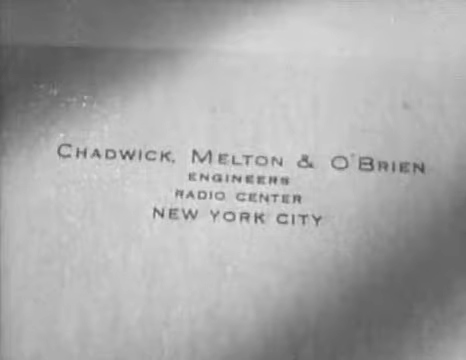 CHADWICK, MELTON & O'BRIEN
ENGINEERS
RADIO CENTER
NEW YORK CITY